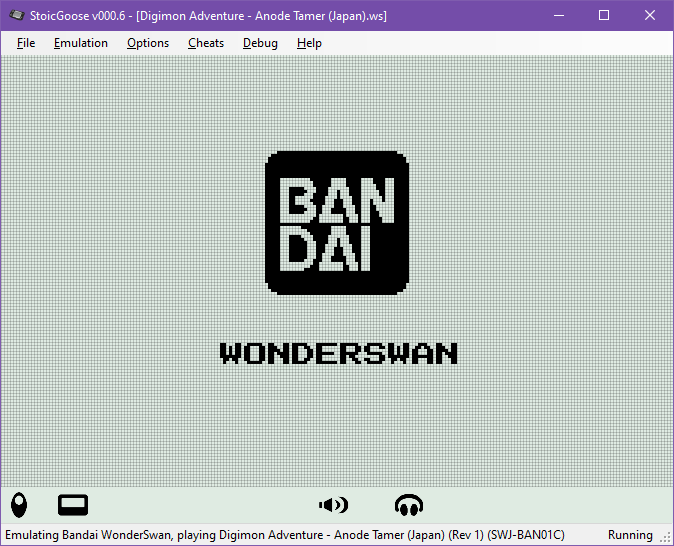 StoicGoose v000.6 - [Digimon Adventure - Anode Tamer (Japan).ws]
File Emulation Options Cheats Debug Help
BAN
DAI
WONDERSWAN
Emulating Bandai WonderSwan, playing Digimon Adventure - Anode Tamer (Japan) (Rev 1) (SWJ-BAN01C) Running